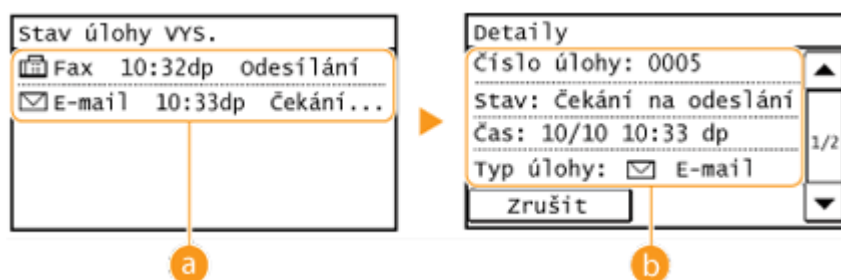 Stav úlohy VYS.
Fax 10:32dp Odesílání
E-mail 10:33dp Čekání...
a
Detaily
Číslo úlohy: 0005
Stav: Čekání na odeslání
Čas: 10/10 10:33 dp
Typ úlohy: E-mail
1/2
Zrušit
b